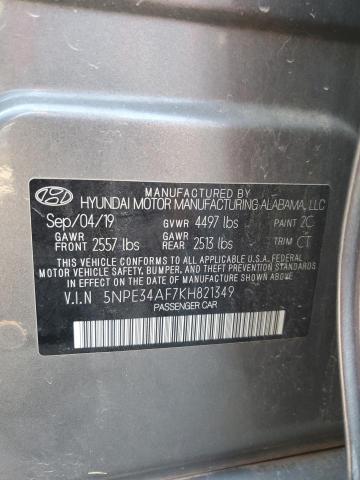 MANUFACTURED BY
HYUNDAI MOTOR MANUFACTURING ALABAMA, LLC
Sep/04/19 GVWR 4497 lbs PAINT 2C
GAWR FRONT 2557 lbs GAWR REAR 2513 lbs TRIM CT
THIS VEHICLE CONFORMS TO ALL APPLICABLE U.S.A. FEDERAL
MOTOR VEHICLE SAFETY, BUMPER, AND THEFT PREVENTION
STANDARDS IN EFFECT ON THE DATE OF MANUFACTURE SHOWN ABOVE.
V.I.N 5NPE34AF7KH821349
PASSENGER CAR